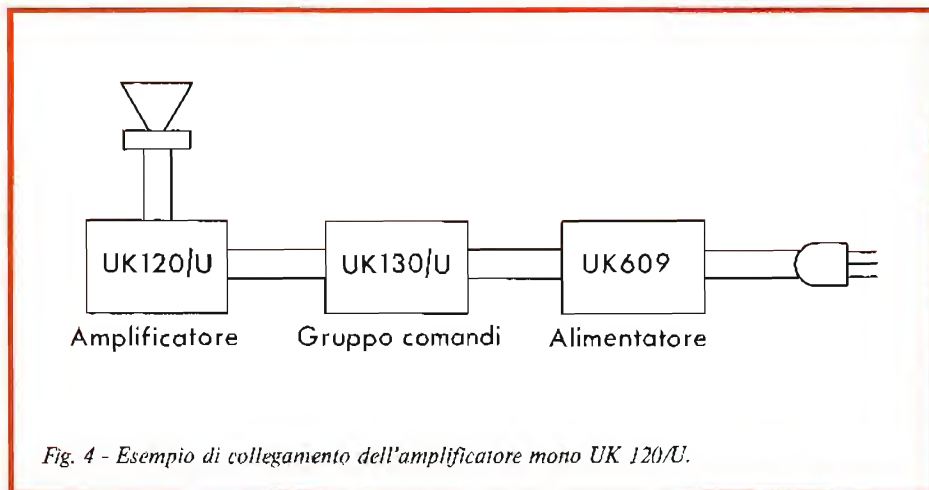 UK120/U UK130/U UK609
Amplificatore Gruppo comandi Alimentatore
Fig. 4 - Esempio di collegamento dell'amplificatore mono UK 120/U.